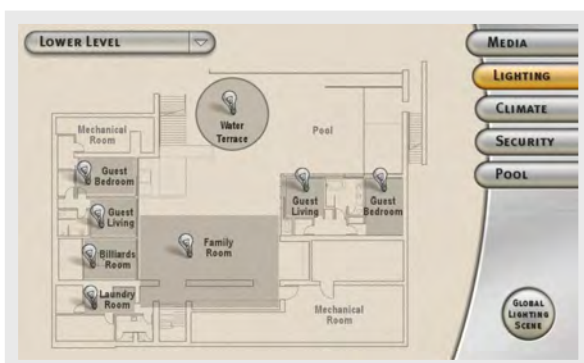 LOWER LEVEL
MEDIA
LIGHTING
CLIMATE
SECURITY
POOL
GLOBAL
LIGHTING
SCENE
Water
Terrace
Pool
Mechanical
Room
Guest
Bedroom
Guest
Living
Billiards
Room
Laundry
Room
Family
Room
Guest
Living
Guest
Bedroom
Mechanical
Room